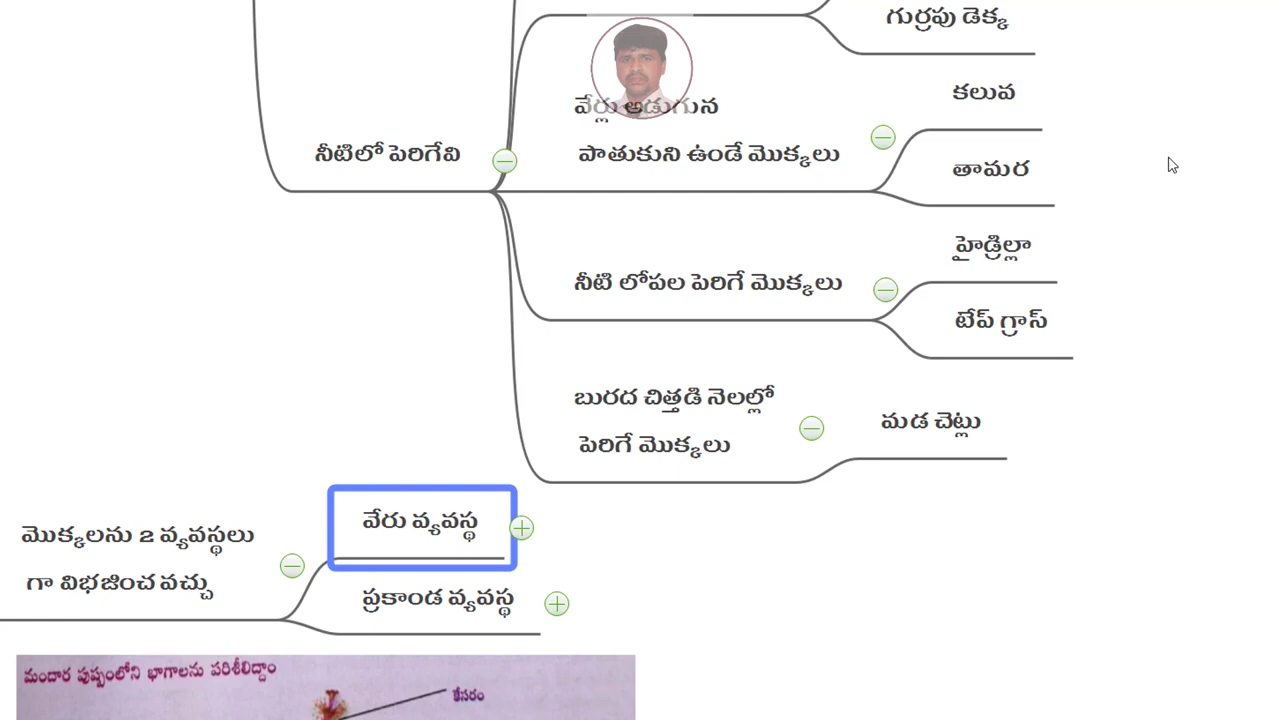 గుర్రపు డెక్క
వేర్లు అడుగున
పాతుకుని ఉండే మొక్కలు
కలువ
తామర
నీటిలో పెరిగేవి
నీటి లోపల పెరిగే మొక్కలు
హైడ్రిల్లా
టేప్ గ్రాస్
బురద చిత్తడి నెలల్లో
పెరిగే మొక్కలు
మడ చెట్లు
మొక్కలను 2 వ్యవస్థలు
గా విభజించ వచ్చు
వేరు వ్యవస్థ
ప్రకాండ వ్యవస్థ
మందార పుష్పంలోని భాగాలను పరిశీలిద్దాం
కేసరం